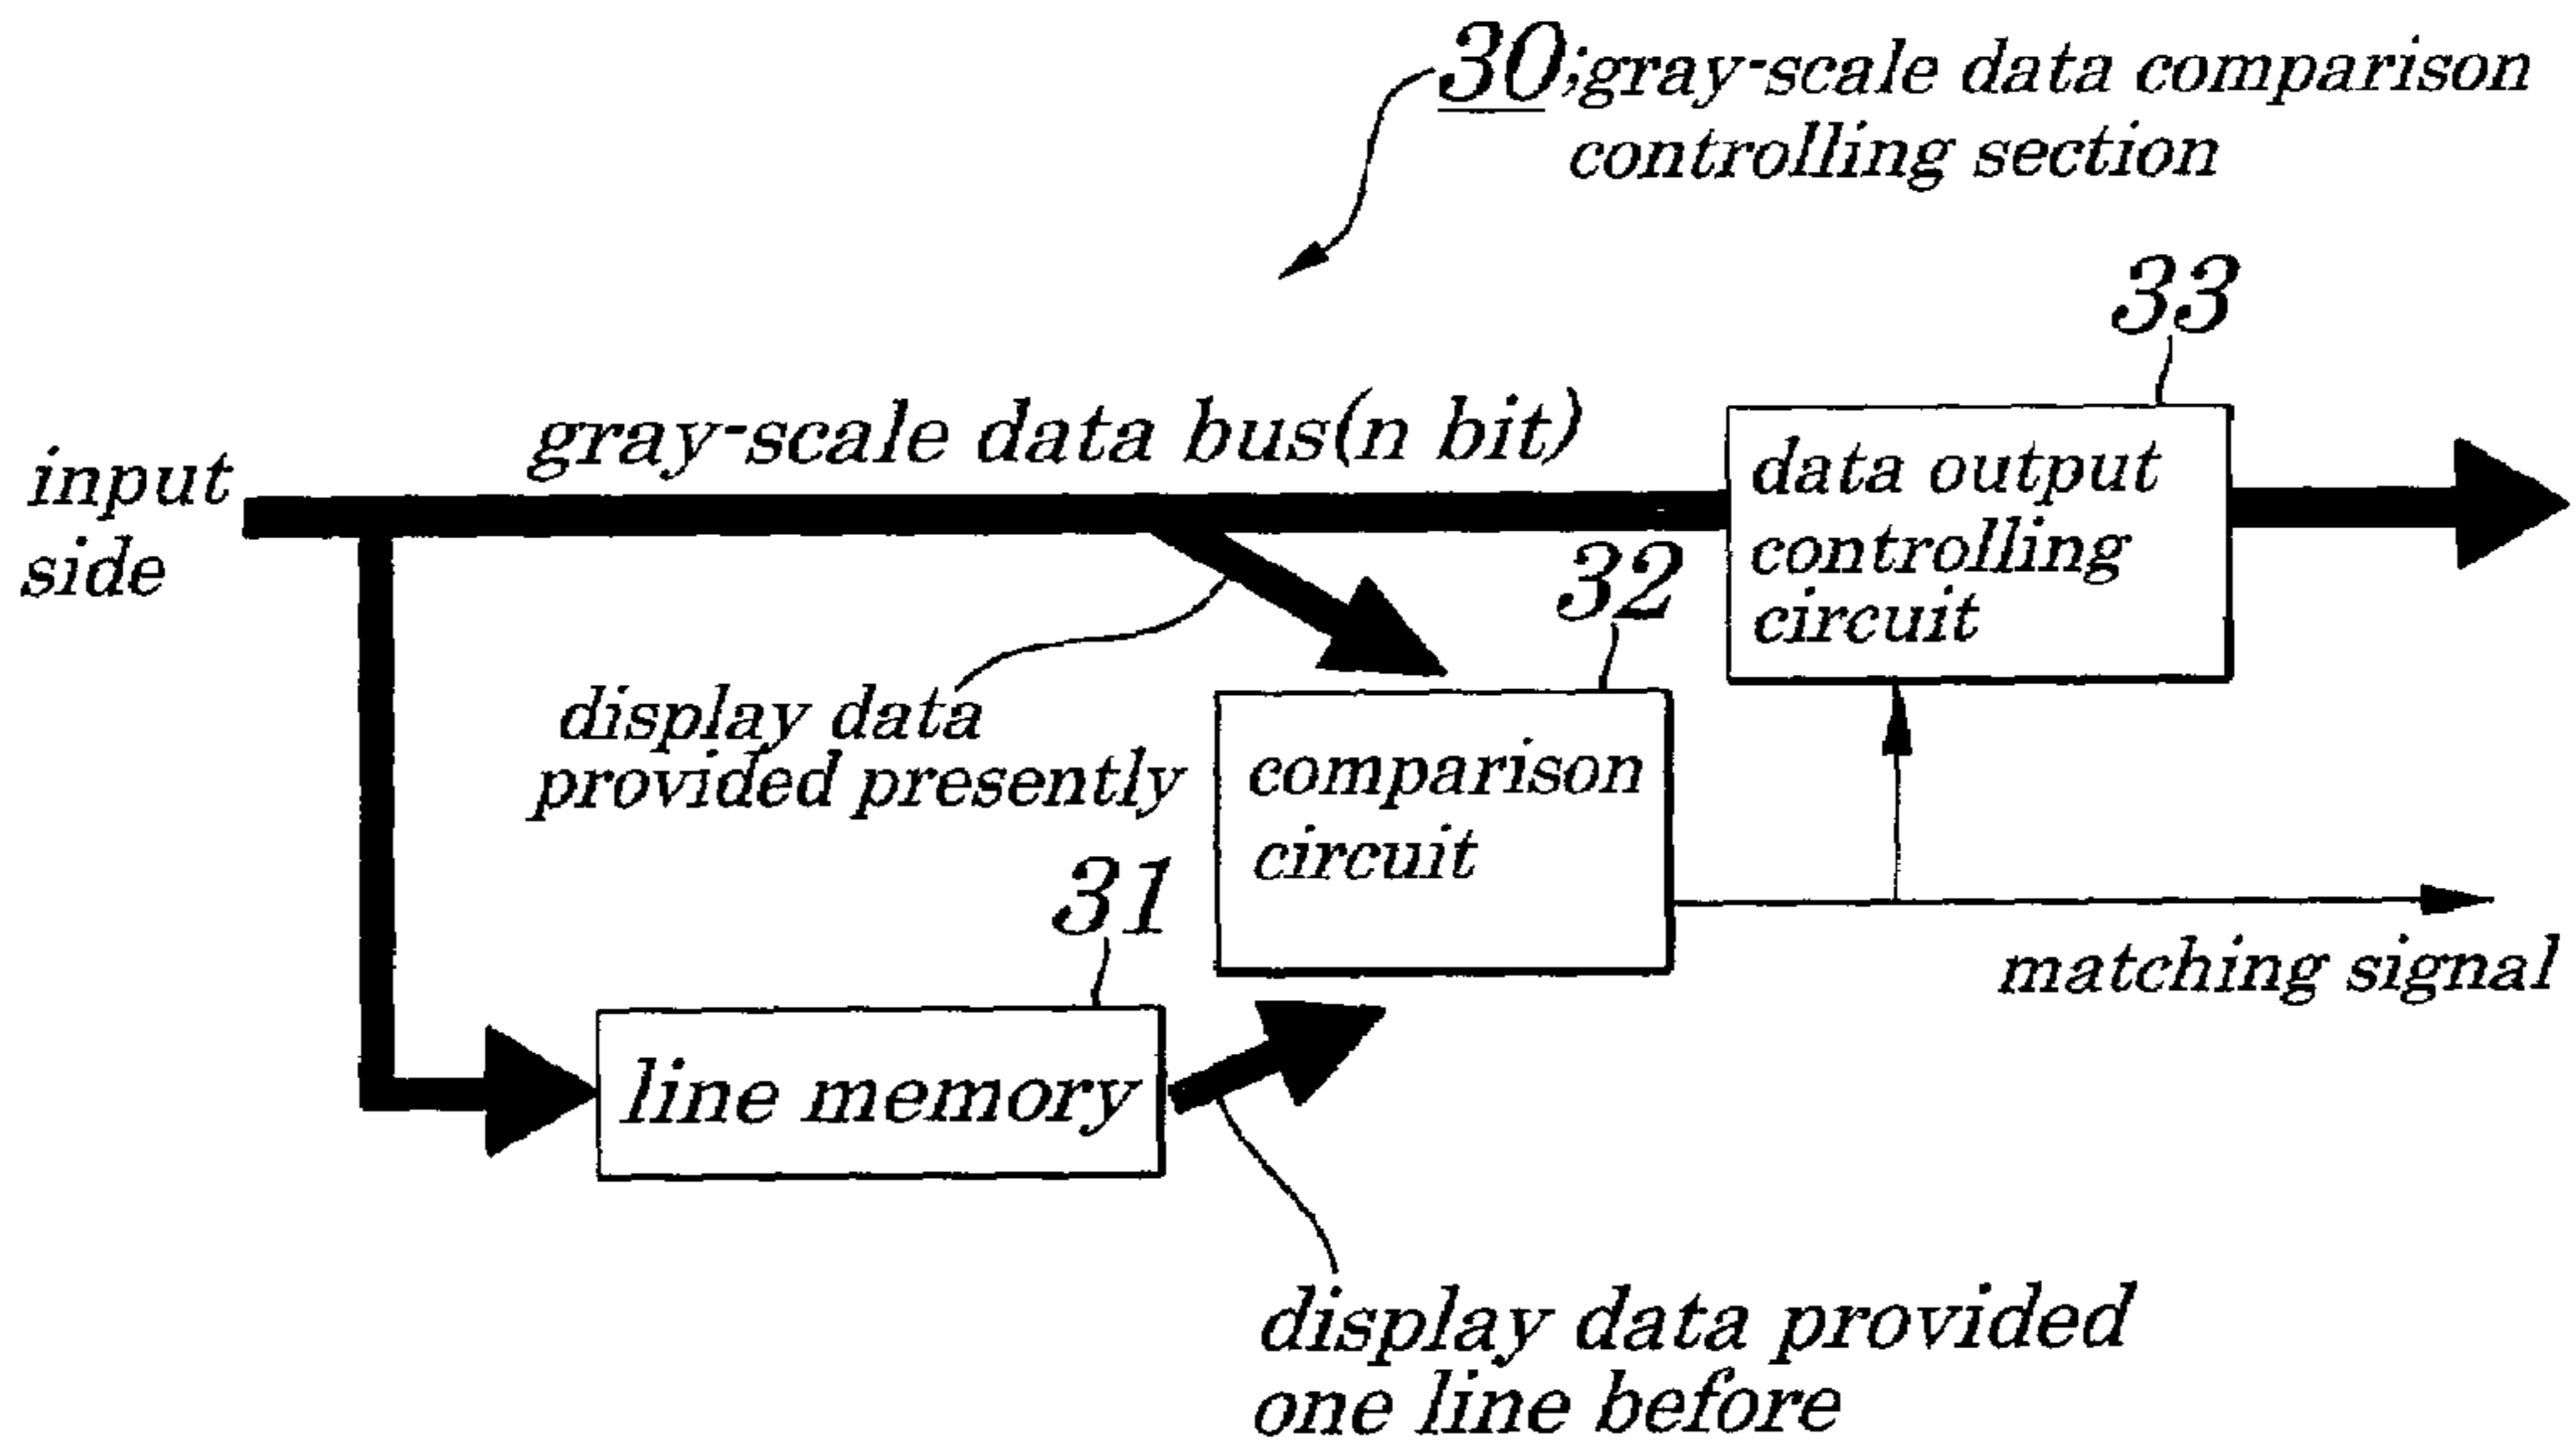 30;gray-scale data comparison
controlling section
33
gray-scale data bus(n bit)
input
side
data output
controlling
circuit
32
display data
provided presently
comparison
circuit
31
matching signal
line memory
display data provided
one line before